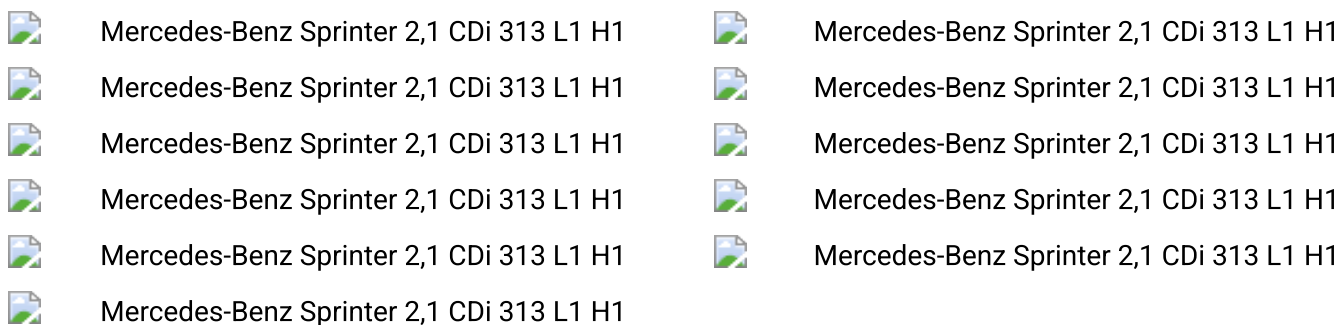 Mercedes-Benz Sprinter 2,1 CDi 313 L1 H1 Mercedes-Benz Sprinter 2,1 CDi 313 L1 H1
Mercedes-Benz Sprinter 2,1 CDi 313 L1 H1 Mercedes-Benz Sprinter 2,1 CDi 313 L1 H1
Mercedes-Benz Sprinter 2,1 CDi 313 L1 H1 Mercedes-Benz Sprinter 2,1 CDi 313 L1 H1
Mercedes-Benz Sprinter 2,1 CDi 313 L1 H1 Mercedes-Benz Sprinter 2,1 CDi 313 L1 H1
Mercedes-Benz Sprinter 2,1 CDi 313 L1 H1 Mercedes-Benz Sprinter 2,1 CDi 313 L1 H1
Mercedes-Benz Sprinter 2,1 CDi 313 L1 H1